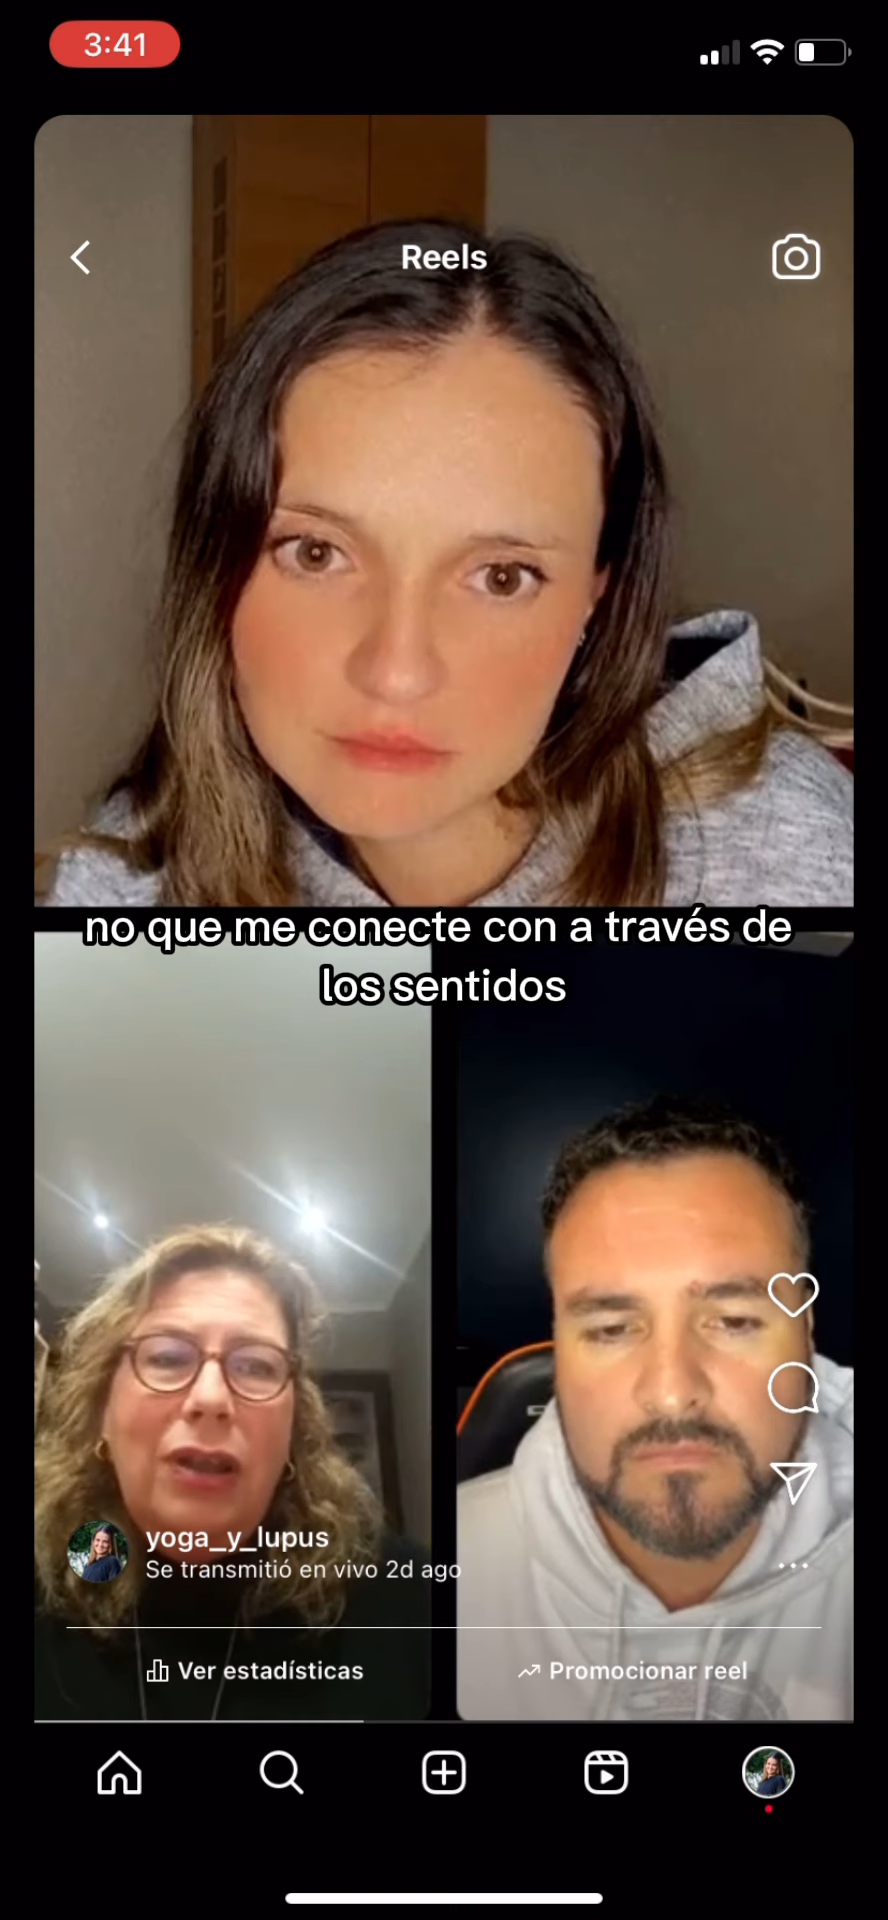 3:41
Reels
no que me conecte con a través de
los sentidos
yoga_y_lupus
Se transmitió en vivo 2d ago
Ver estadísticas
Promocionar reel